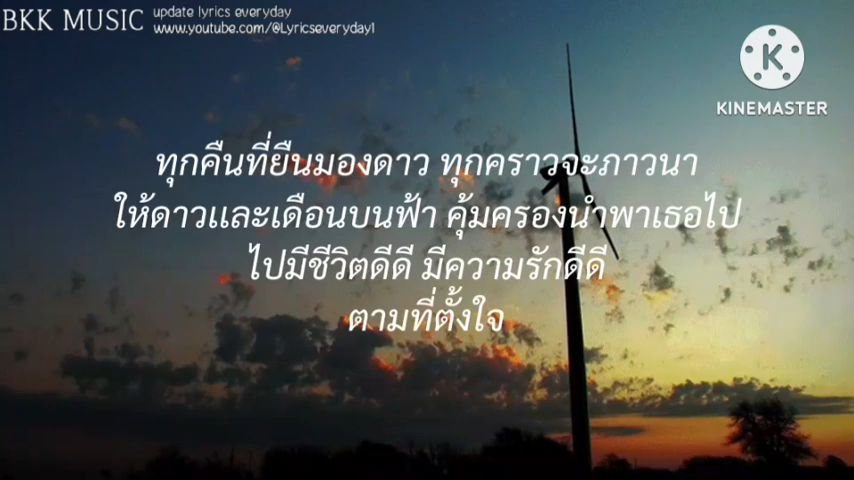 BKK MUSIC
update lyrics everyday
www.youtube.com/@Lyricseveryday1
KINEMASTER
ทุกคืนที่ยืนมองดาว ทุกคราวจะภาวนา
ให้ดาวและเดือนบนฟ้า คุ้มครองนำพาเธอไป
ไปมีชีวิตดีดี มีความรักดีดี
ตามที่ตั้งใจ